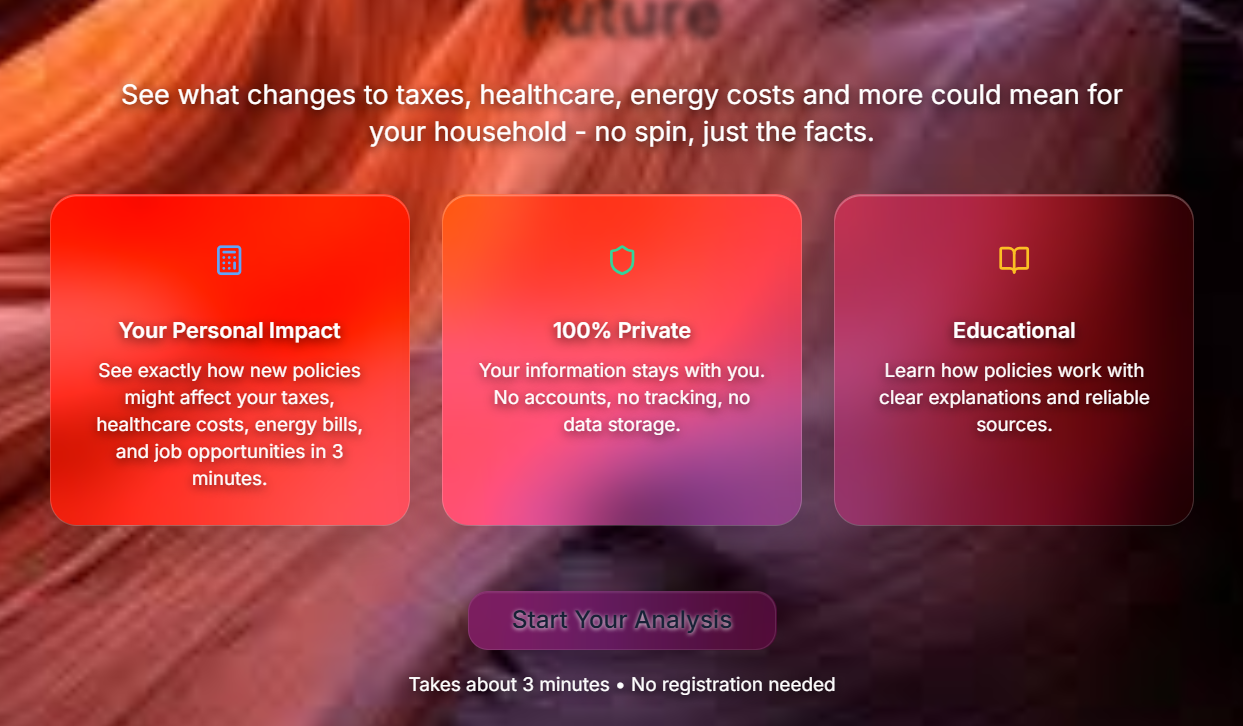 Future
See what changes to taxes, healthcare, energy costs and more could mean for
your household - no spin, just the facts.
Your Personal Impact
See exactly how new policies
might affect your taxes,
healthcare costs, energy bills,
and job opportunities in 3
minutes.
100% Private
Your information stays with you.
No accounts, no tracking, no
data storage.
Educational
Learn how policies work with
clear explanations and reliable
sources.
Start Your Analysis
Takes about 3 minutes • No registration needed